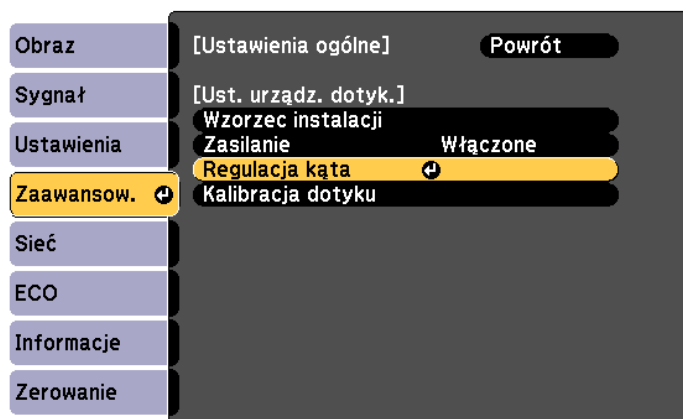 Obraz
Sygnał
Ustawienia
Zaawansow.
Sieć
ECO
Informacje
Zerowanie
[Ustawienia ogólne] Powrót
[Ust. urządz. dotyk.]
Wzorzec instalacji
Zasilanie Włączone
Regulacja kąta
Kalibracja dotyku